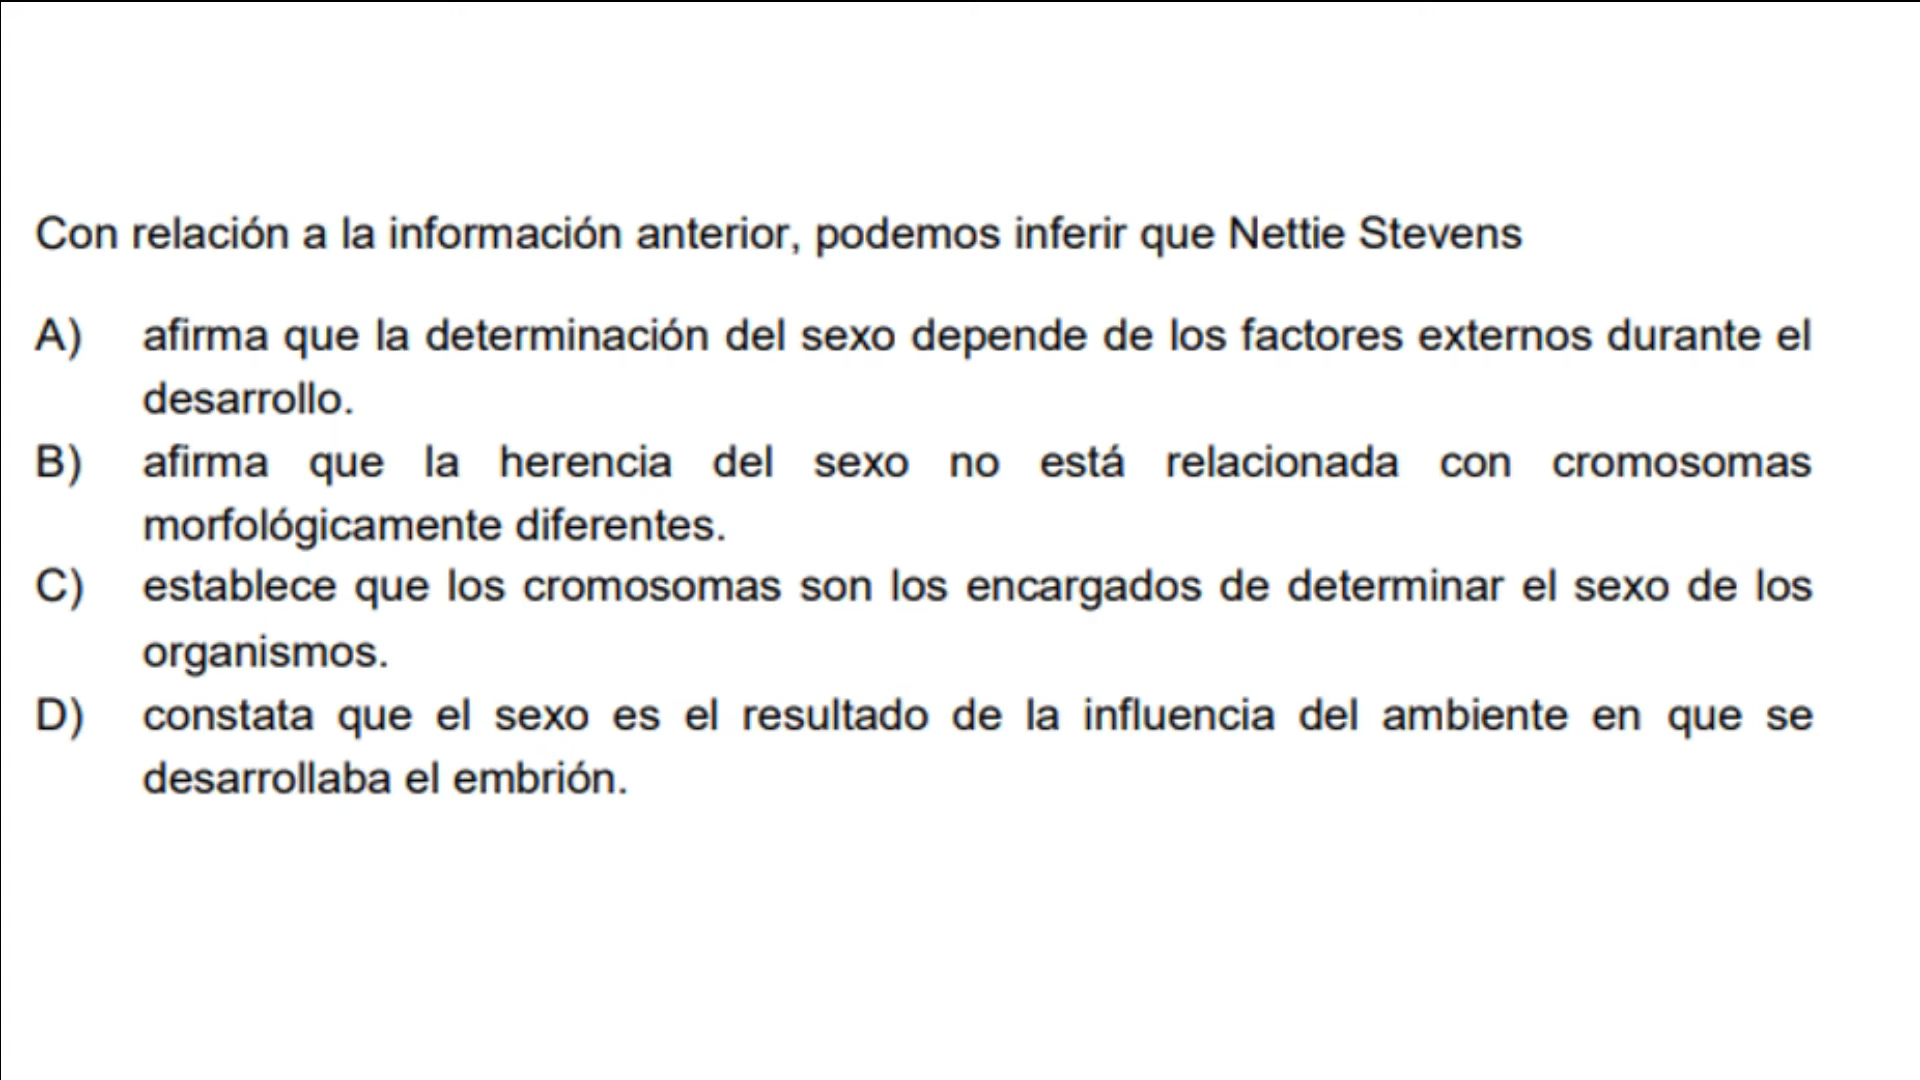 Con relación a la información anterior, podemos inferir que Nettie Stevens
A) afirma que la determinación del sexo depende de los factores externos durante el
desarrollo.
B) afirma que la herencia del sexo no está relacionada con cromosomas
morfológicamente diferentes.
C) establece que los cromosomas son los encargados de determinar el sexo de los
organismos.
D) constata que el sexo es el resultado de la influencia del ambiente en que se
desarrollaba el embrión.